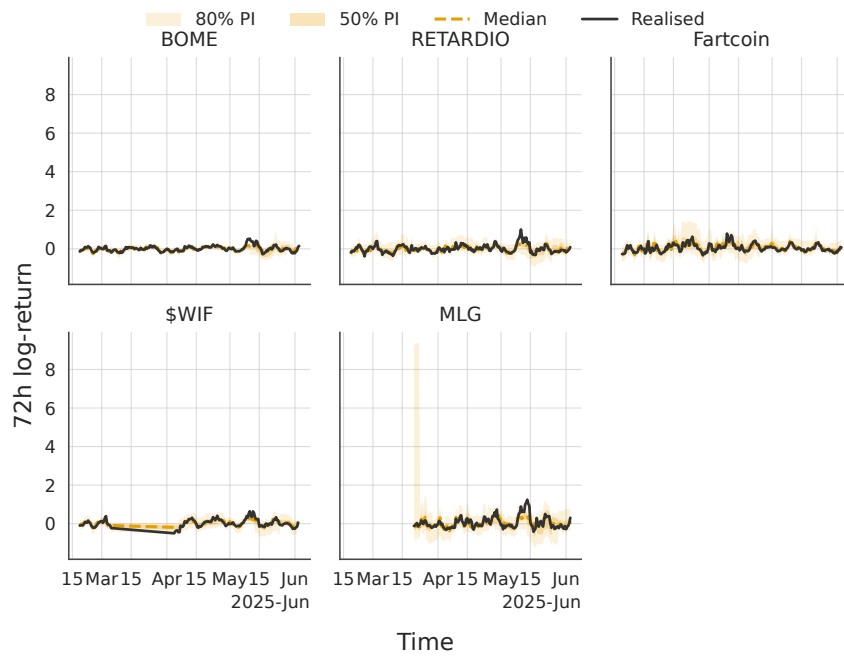 80% PI 50% PI Median Realised
BOME RETARDIO Fartcoin
8
6
4
2
0
$WIF MLG
8
6
4
2
0
72h log-return
15 Mar 15 Apr 15 May 15 Jun
2025-Jun
15 Mar 15 Apr 15 May 15 Jun
2025-Jun
Time